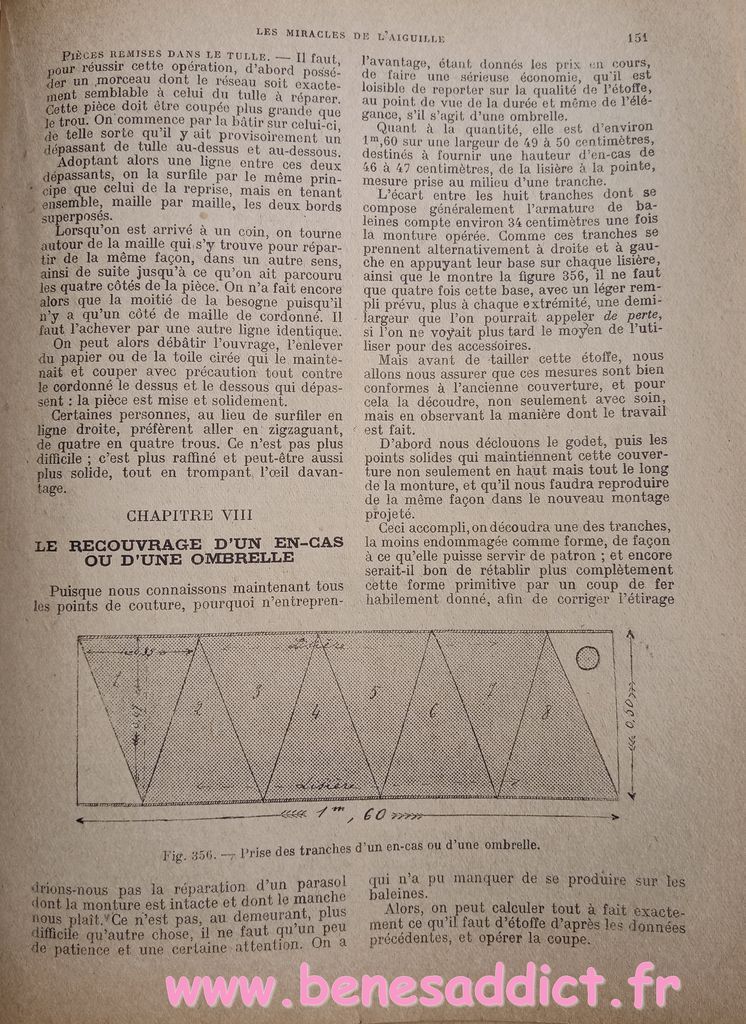 LES MIRACLES DE L'AIGUILLE
151
PIÈCES REMISES DANS LE TULLE. — Il faut,
pour réussir cette opération, d'abord possé-
der un morceau dont le réseau soit exacte-
ment semblable à celui du tulle à réparer.
Cette pièce doit être coupée plus grande que
le trou. On commence par la bâtir sur celui-ci,
de telle sorte qu'il y ait provisoirement un
dépassant de tulle au-dessus et au-dessous.
Adoptant alors une ligne entre ces deux
dépassants, on la surfile par le même prin-
cipe que celui de la reprise, mais en tenant
ensemble, maille par maille, les deux bords
superposés.
Lorsqu'on est arrivé à un coin, on tourne
autour de la maille qui s'y trouve pour répar-
tir de la même façon, dans un autre sens,
ainsi de suite jusqu'à ce qu'on ait parcouru
les quatre côtés de la pièce. On n'a fait encore
alors que la moitié de la besogne puisqu'il
n'y a qu'un côté de maille de cordonné. Il
faut l'achever par une autre ligne identique.
On peut alors débâtir l'ouvrage, l'enlever
du papier ou de la toile cirée qui le mainte-
nait et couper avec précaution tout contre
le cordonné le dessus et le dessous qui dépas-
sent : la pièce est mise et solidement.
Certaines personnes, au lieu de surfiler en
ligne droite, préfèrent aller en zigzaguant,
de quatre en quatre trous. Ce n'est pas plus
difficile ; c'est plus raffiné et peut-être aussi
plus solide, tout en trompant l'œil davan-
tage.
CHAPITRE VIII
LE RECOUVRAGE D'UN EN-CAS
OU D'UNE OMBRELLE
Puisque nous connaissons maintenant tous
les points de couture, pourquoi n'entrepren-
l'avantage, étant donnés les prix en cours,
de faire une sérieuse économie, qu'il est
loisible de reporter sur la qualité de l'étoffe,
au point de vue de la durée et même de l'élé-
gance, s'il s'agit d'une ombrelle.
Quant à la quantité, elle est d'environ
1m,60 sur une largeur de 49 à 50 centimètres,
destinés à fournir une hauteur d'en-cas de
46 à 47 centimètres, de la lisière à la pointe,
mesure prise au milieu d'une tranche.
L'écart entre les huit tranches dont se
compose généralement l'armature de ba-
leines compte environ 34 centimètres une fois
la monture opérée. Comme ces tranches se
prennent alternativement à droite et à gau-
che en appuyant leur base sur chaque lisière,
ainsi que le montre la figure 356, il ne faut
que quatre fois cette base, avec un léger rem-
pli prévu, plus à chaque extrémité, une demi-
largeur que l'on pourrait appeler de perte,
si l'on ne voyait plus tard le moyen de l'uti-
liser pour des accessoires.
Mais avant de tailler cette étoffe, nous
allons nous assurer que ces mesures sont bien
conformes à l'ancienne couverture, et pour
cela la découdre, non seulement avec soin,
mais en observant la manière dont le travail
est fait.
D'abord nous déclouons le godet, puis les
points solides qui maintiennent cette couver-
ture non seulement en haut mais tout le long
de la monture, et qu'il nous faudra reproduire
de la même façon dans le nouveau montage
projeté.
Ceci accompli, on découdra une des tranches,
la moins endommagée comme forme, de façon
à ce qu'elle puisse servir de patron ; et encore
serait-il bon de rétablir plus complètement
cette forme primitive par un coup de fer
habilement donné, afin de corriger l'étirage
Lisière
1 2 3 4 5 6 7 8
Lisière
0,50 m
1 m, 60
Fig. 356. — Prise des tranches d'un en-cas ou d'une ombrelle.
drions-nous pas la réparation d'un parasol
dont la monture est intacte et dont le manche
nous plaît. Ce n'est pas, au demeurant, plus
difficile qu'autre chose, il ne faut qu'un peu
de patience et une certaine attention. On a
qui n'a pu manquer de se produire sur les
baleines.
Alors, on peut calculer tout à fait exacte-
ment ce qu'il faut d'étoffe d'après les données
précédentes, et opérer la coupe.
www.benesaddict.fr